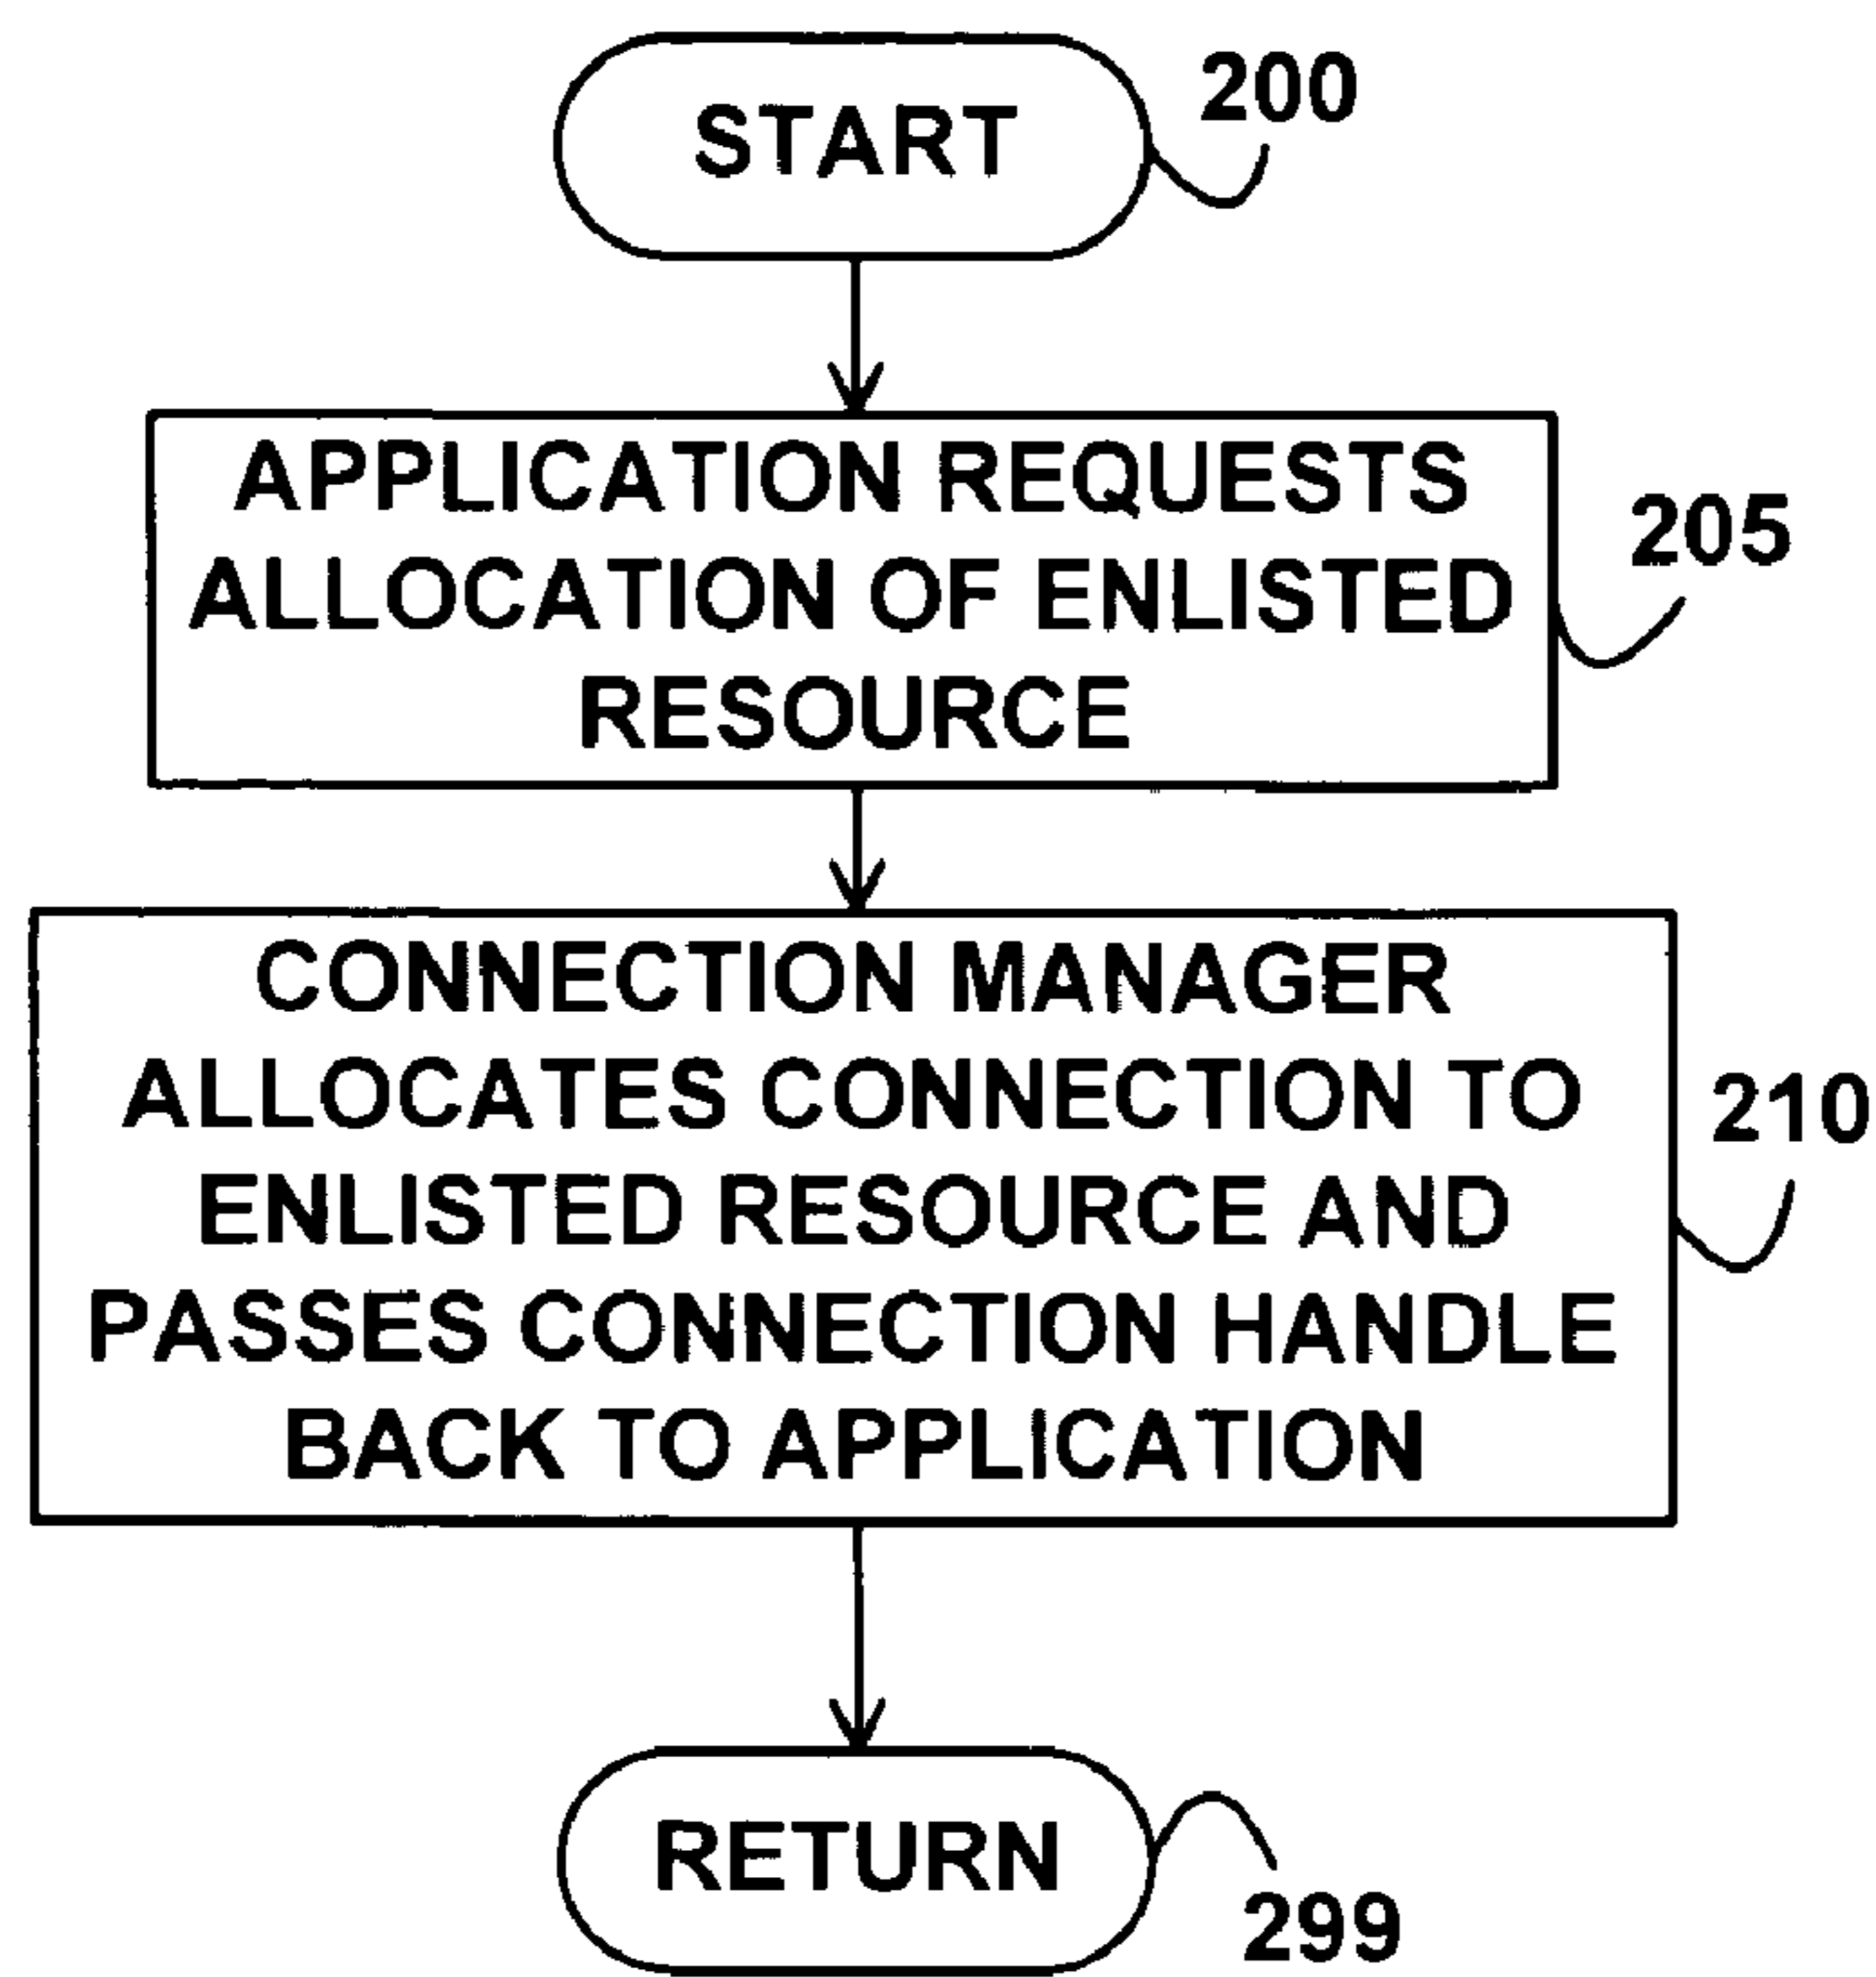 START
200
APPLICATION REQUESTS
ALLOCATION OF ENLISTED
RESOURCE
205
CONNECTION MANAGER
ALLOCATES CONNECTION TO
ENLISTED RESOURCE AND
PASSES CONNECTION HANDLE
BACK TO APPLICATION
210
RETURN
299